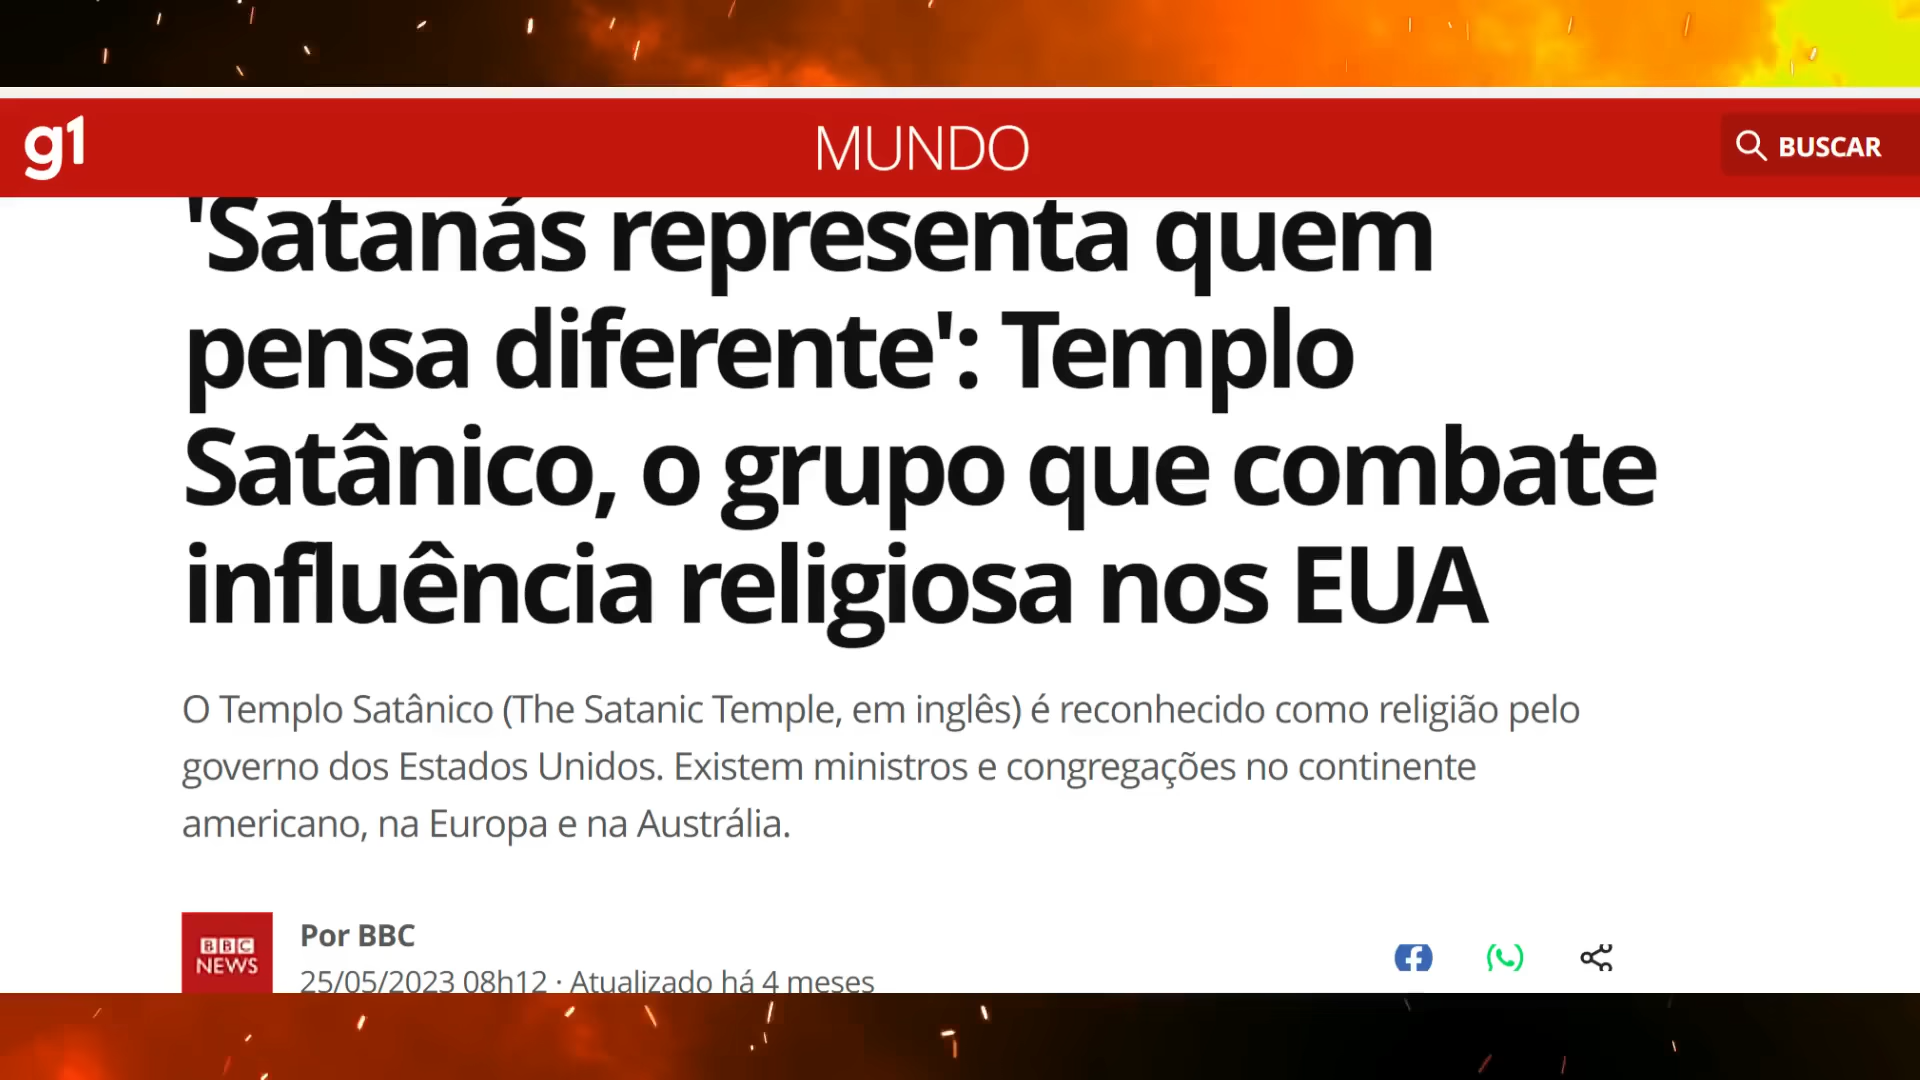 g1
MUNDO
BUSCAR
'Satanás representa quem
pensa diferente': Templo
Satânico, o grupo que combate
influência religiosa nos EUA
O Templo Satânico (The Satanic Temple, em inglês) é reconhecido como religião pelo
governo dos Estados Unidos. Existem ministros e congregações no continente
americano, na Europa e na Austrália.
BBC
NEWS
Por BBC
25/05/2023 08h12 · Atualizado há 4 meses